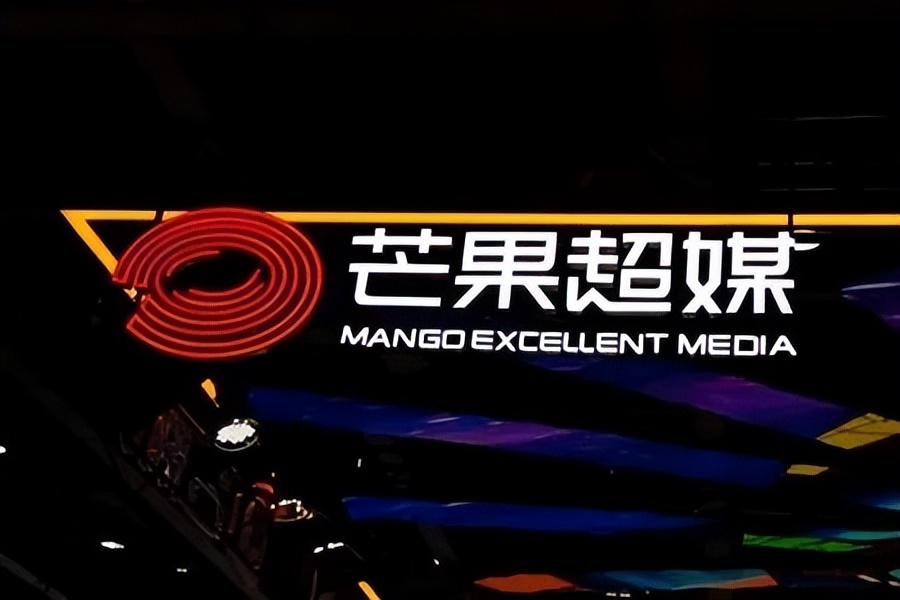 芒果超媒
MANGO EXCELLENT MEDIA